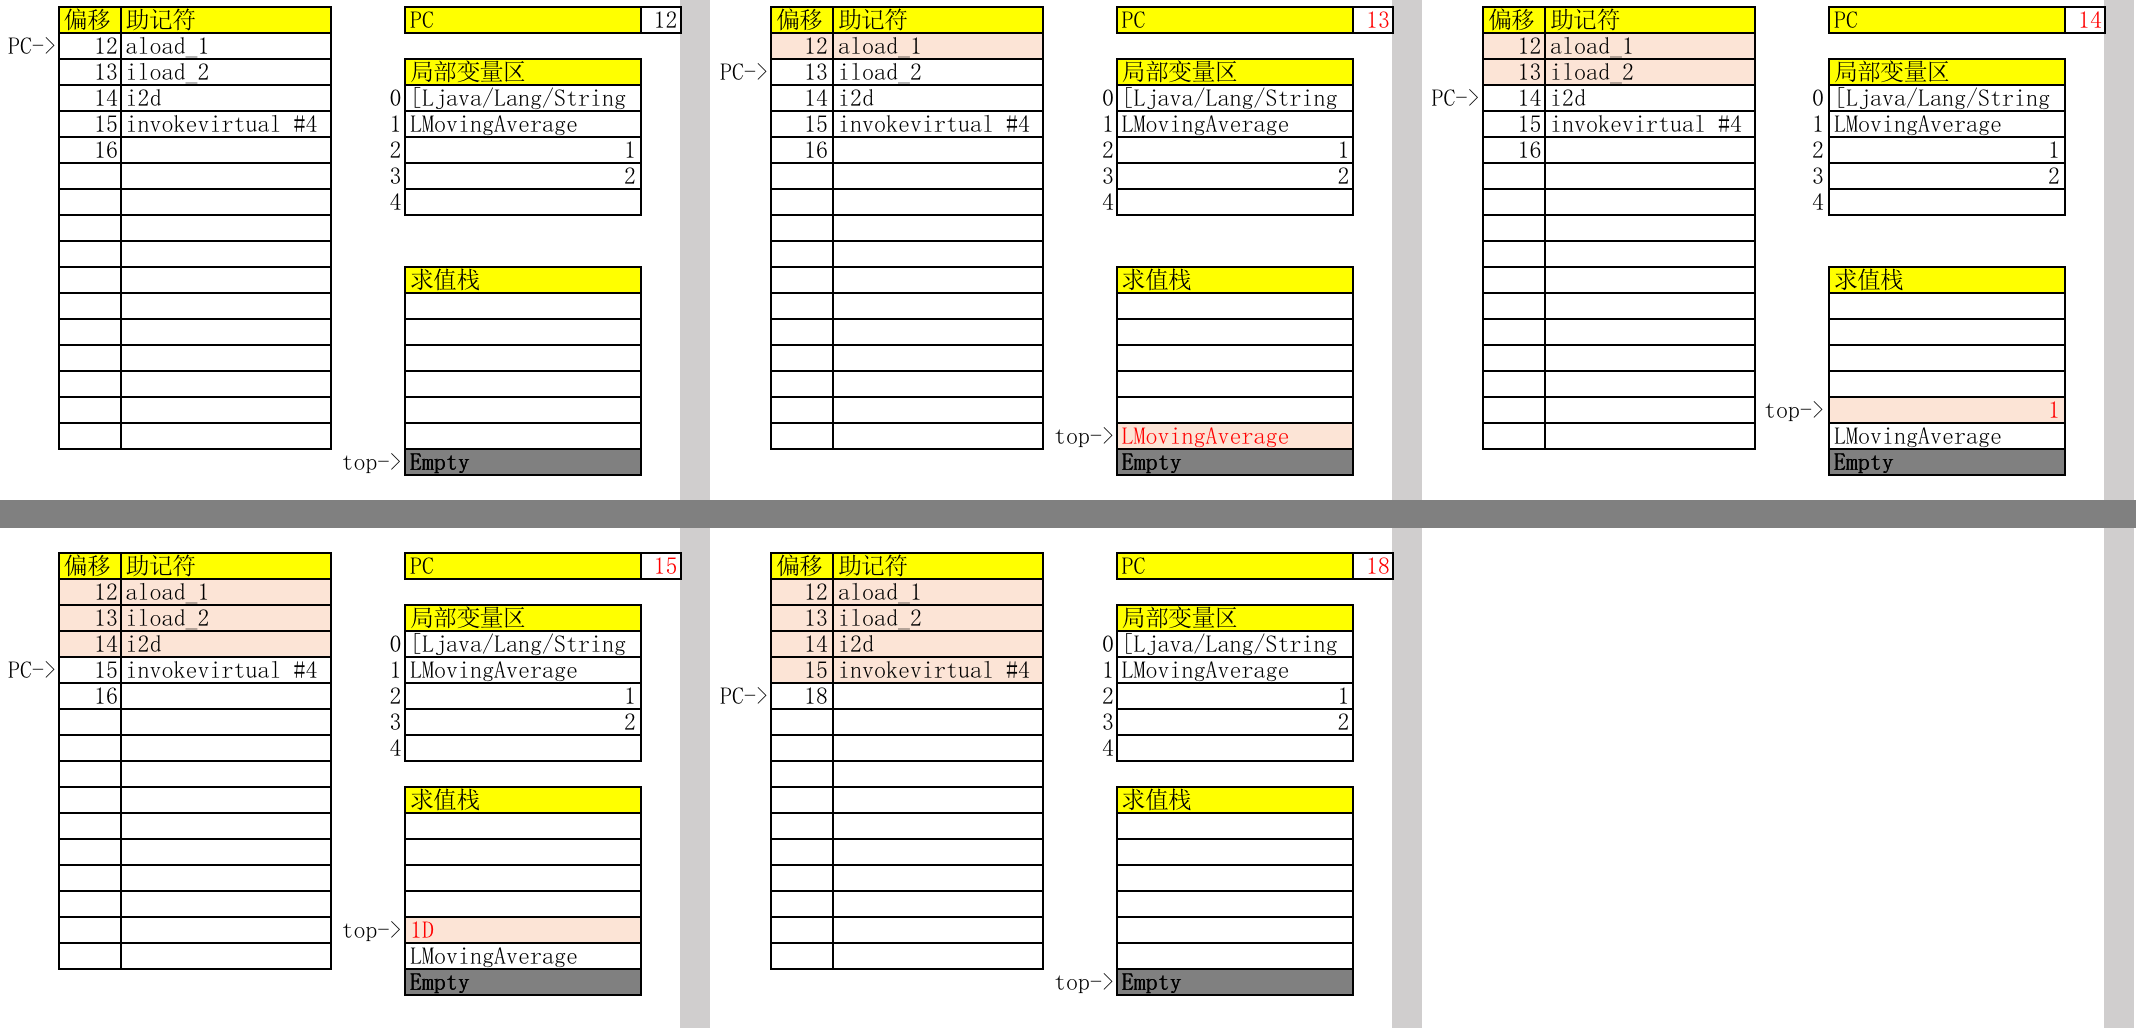 偏移 助记符 PC 12
PC-> 12 aload_1
13 iload_2 局部变量区
14 i2d 0 [Ljava/Lang/String
15 invokevirtual #4 1 LMovingAverage
16 2 1
3 2
4
求值栈
top-> Empty
偏移 助记符 PC 13
12 aload_1
PC-> 13 iload_2 局部变量区
14 i2d 0 [Ljava/Lang/String
15 invokevirtual #4 1 LMovingAverage
16 2 1
3 2
4
求值栈
top-> LMovingAverage
Empty
偏移 助记符 PC 14
12 aload_1
13 iload_2 局部变量区
PC-> 14 i2d 0 [Ljava/Lang/String
15 invokevirtual #4 1 LMovingAverage
16 2 1
3 2
4
求值栈
top-> 1
LMovingAverage
Empty
偏移 助记符 PC 15
12 aload_1
13 iload_2 局部变量区
14 i2d 0 [Ljava/Lang/String
PC-> 15 invokevirtual #4 1 LMovingAverage
16 2 1
3 2
4
求值栈
top-> 1D
LMovingAverage
Empty
偏移 助记符 PC 18
12 aload_1
13 iload_2 局部变量区
14 i2d 0 [Ljava/Lang/String
15 invokevirtual #4 1 LMovingAverage
PC-> 18 2 1
3 2
4
求值栈
top-> Empty